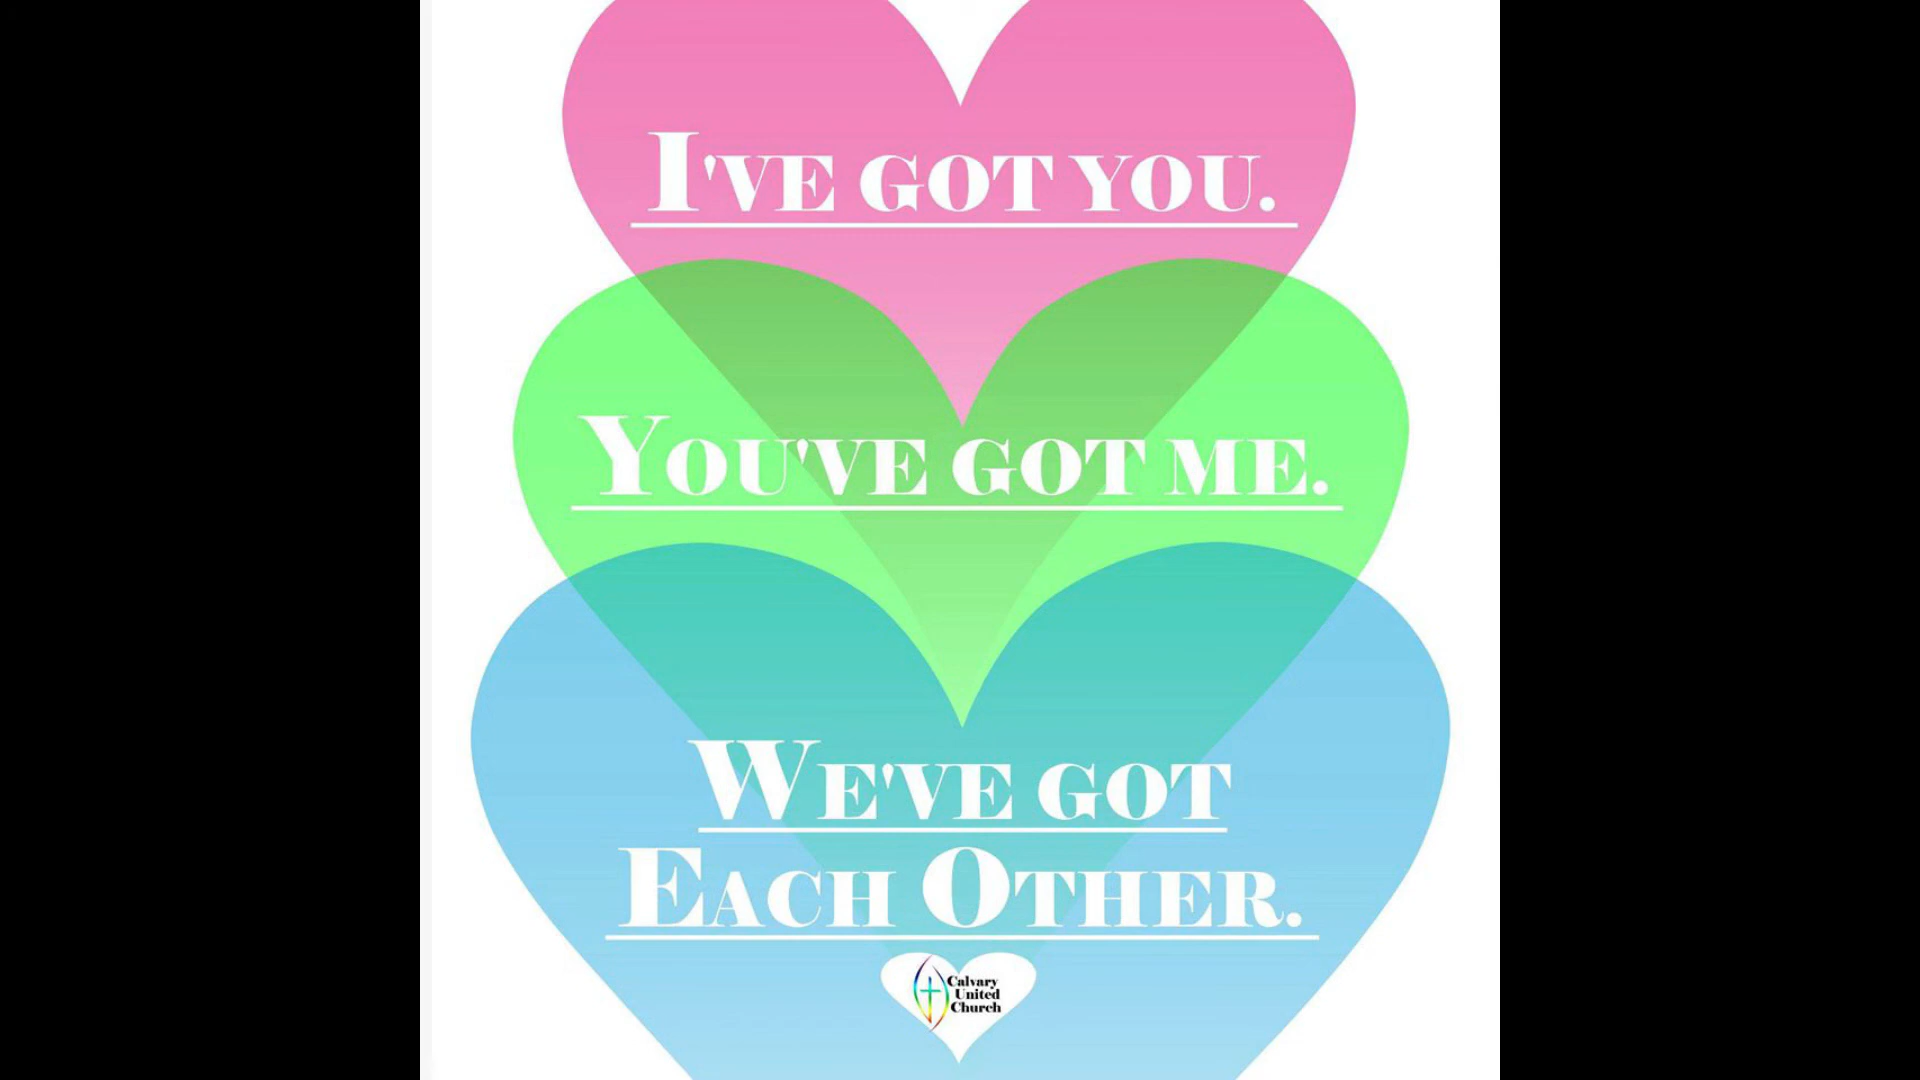 I'VE GOT YOU.
YOU'VE GOT ME.
WE'VE GOT
EACH OTHER.
Calvary
United
Church